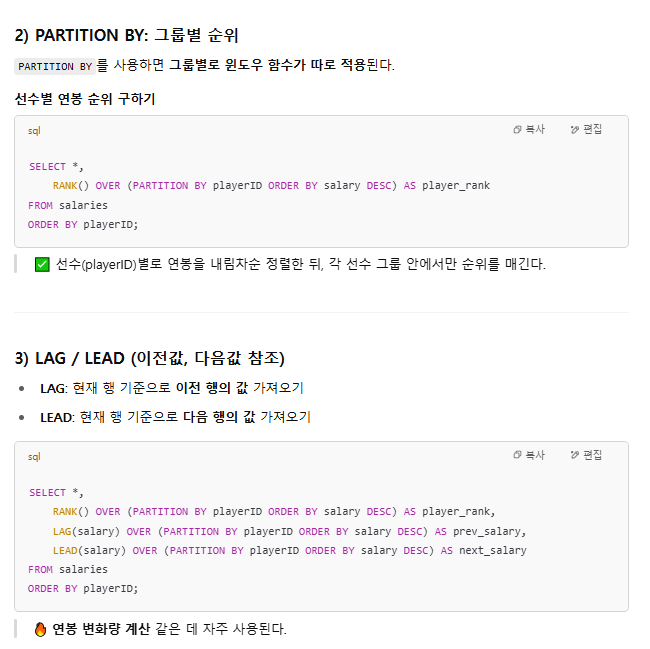 2) PARTITION BY: 그룹별 순위
PARTITION BY 를 사용하면 그룹별로 윈도우 함수가 따로 적용된다.
선수별 연봉 순위 구하기
sql 복사 편집
SELECT *,
RANK() OVER (PARTITION BY playerID ORDER BY salary DESC) AS player_rank
FROM salaries
ORDER BY playerID;
✅ 선수(playerID)별로 연봉을 내림차순 정렬한 뒤, 각 선수 그룹 안에서만 순위를 매긴다.
3) LAG / LEAD (이전값, 다음값 참조)
• LAG: 현재 행 기준으로 이전 행의 값 가져오기
• LEAD: 현재 행 기준으로 다음 행의 값 가져오기
sql 복사 편집
SELECT *,
RANK() OVER (PARTITION BY playerID ORDER BY salary DESC) AS player_rank,
LAG(salary) OVER (PARTITION BY playerID ORDER BY salary DESC) AS prev_salary,
LEAD(salary) OVER (PARTITION BY playerID ORDER BY salary DESC) AS next_salary
FROM salaries
ORDER BY playerID;
🔥 연봉 변화량 계산 같은 데 자주 사용된다.